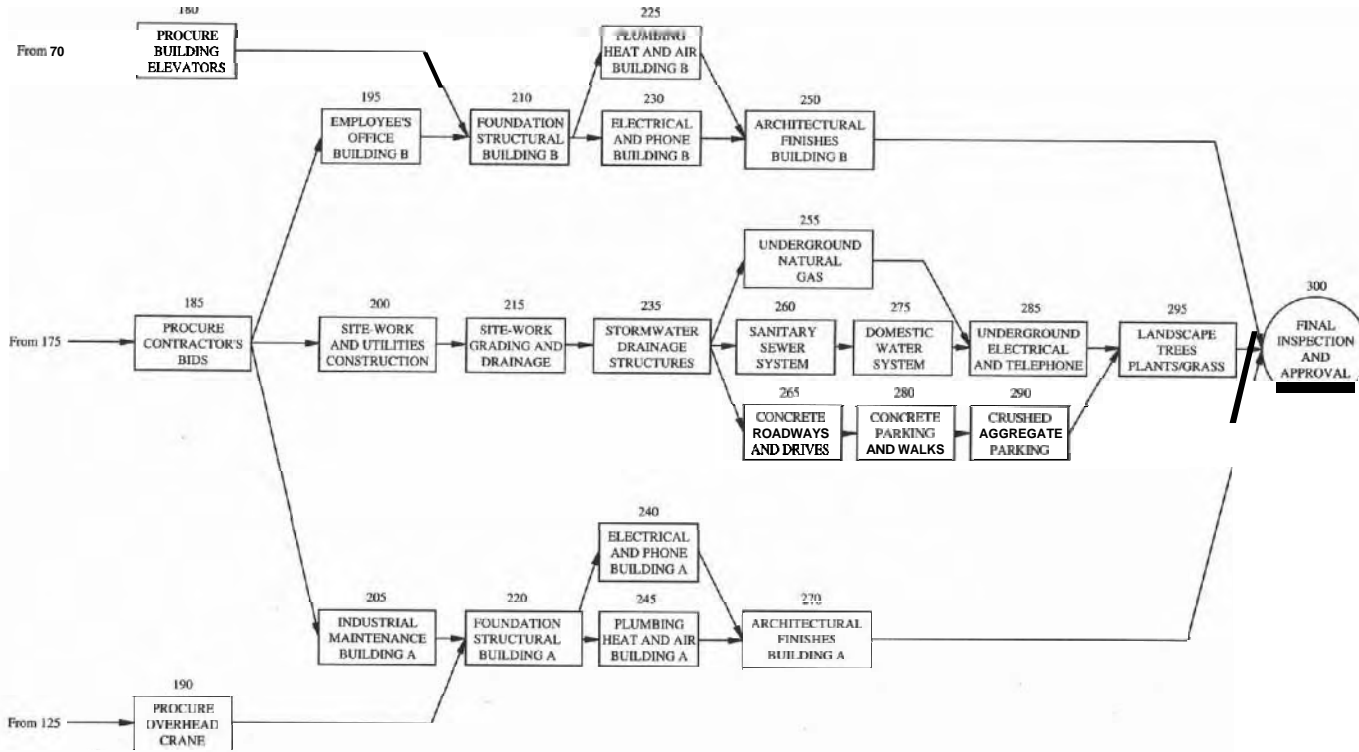 180
PROCURE
BUILDING
ELEVATORS
From 70
225
PLUMBING
HEAT AND AIR
BUILDING B
195
EMPLOYEE'S
OFFICE
BUILDING B
210
FOUNDATION
STRUCTURAL
BUILDING B
230
ELECTRICAL
AND PHONE
BUILDING B
250
ARCHITECTURAL
FINISHES
BUILDING B
255
UNDERGROUND
NATURAL
GAS
From 175
185
PROCURE
CONTRACTOR'S
BIDS
200
SITE-WORK
AND UTILITIES
CONSTRUCTION
215
SITE-WORK
GRADING AND
DRAINAGE
235
STORMWATER
DRAINAGE
STRUCTURES
260
SANITARY
SEWER
SYSTEM
275
DOMESTIC
WATER
SYSTEM
285
UNDERGROUND
ELECTRICAL
AND TELEPHONE
295
LANDSCAPE
TREES
PLANTS/GRASS
300
FINAL
INSPECTION
AND
APPROVAL
265
CONCRETE
ROADWAYS
AND DRIVES
280
CONCRETE
PARKING
AND WALKS
290
CRUSHED
AGGREGATE
PARKING
240
ELECTRICAL
AND PHONE
BUILDING A
205
INDUSTRIAL
MAINTENANCE
BUILDING A
220
FOUNDATION
STRUCTURAL
BUILDING A
245
PLUMBING
HEAT AND AIR
BUILDING A
270
ARCHITECTURAL
FINISHES
BUILDING A
From 125
190
PROCURE
OVERHEAD
CRANE